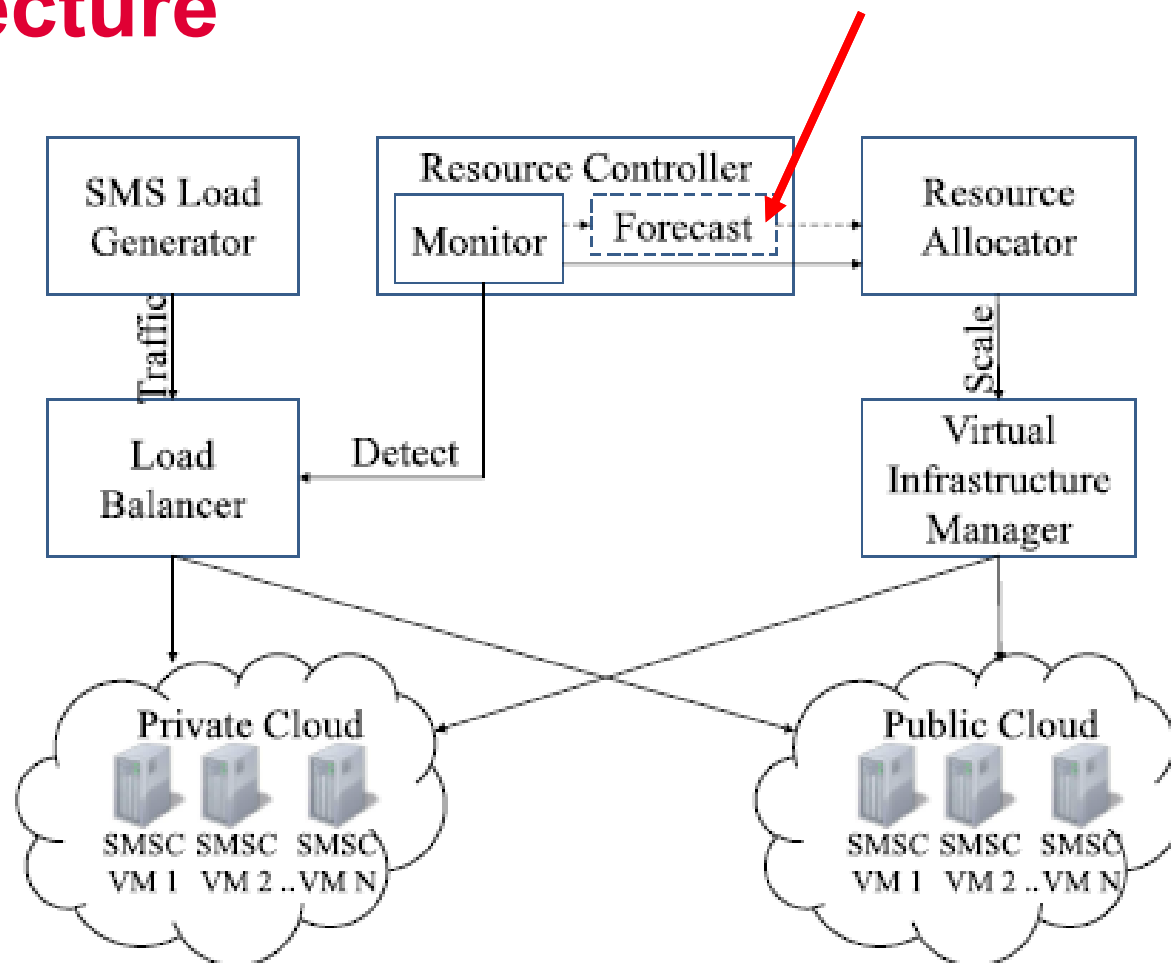 ecture
SMS Load
Generator
Resource Controller
Monitor
Forecast
Resource
Allocator
Traffic
Scale
Load
Balancer
Detect
Virtual
Infrastructure
Manager
Private Cloud
SMSC SMSC SMSC
VM 1 VM 2 .. VM N
Public Cloud
SMSC SMSC SMSC
VM 1 VM 2 .. VM N